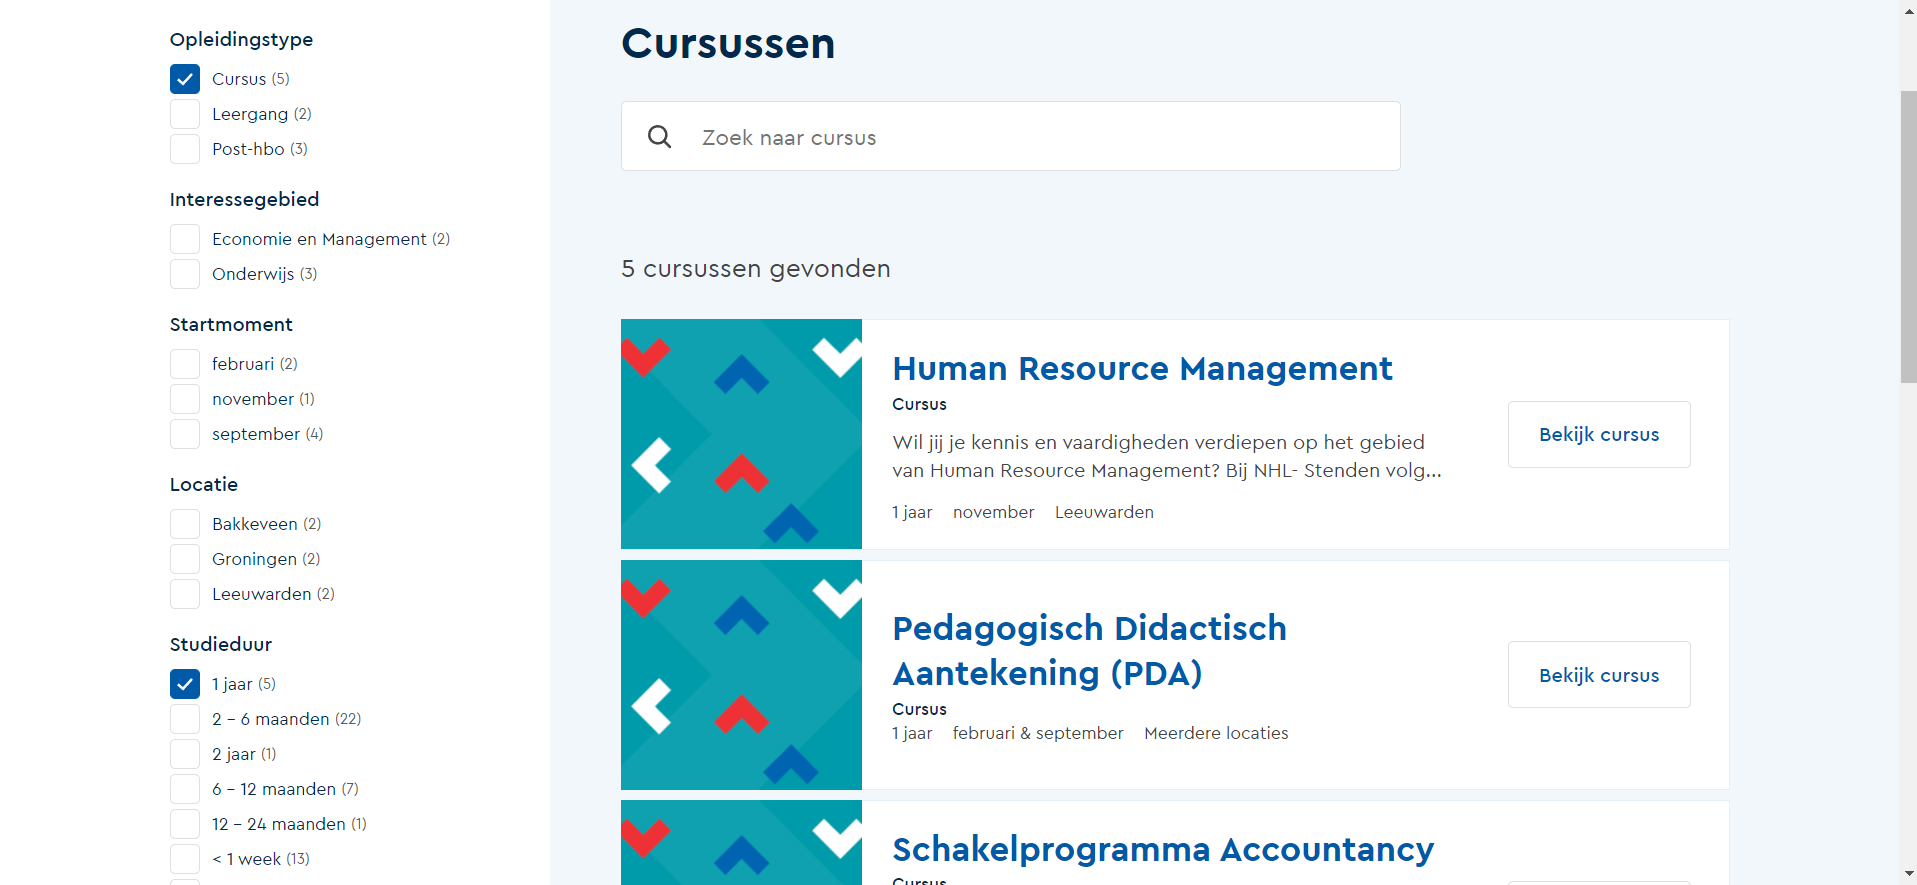 Opleidingstype
Cursus (5)
Leergang (2)
Post-hbo (3)
Interessegebied
Economie en Management (2)
Onderwijs (3)
Startmoment
februari (2)
november (1)
september (4)
Locatie
Bakkeveen (2)
Groningen (2)
Leeuwarden (2)
Studieduur
1 jaar (5)
2 – 6 maanden (22)
2 jaar (1)
6 – 12 maanden (7)
12 – 24 maanden (1)
< 1 week (13)
Cursussen
Zoek naar cursus
5 cursussen gevonden
Human Resource Management
Cursus
Wil jij je kennis en vaardigheden verdiepen op het gebied
van Human Resource Management? Bij NHL- Stenden volg...
1 jaar november Leeuwarden
Bekijk cursus
Pedagogisch Didactisch
Aantekening (PDA)
Cursus
1 jaar februari & september Meerdere locaties
Bekijk cursus
Schakelprogramma Accountancy
Cursus